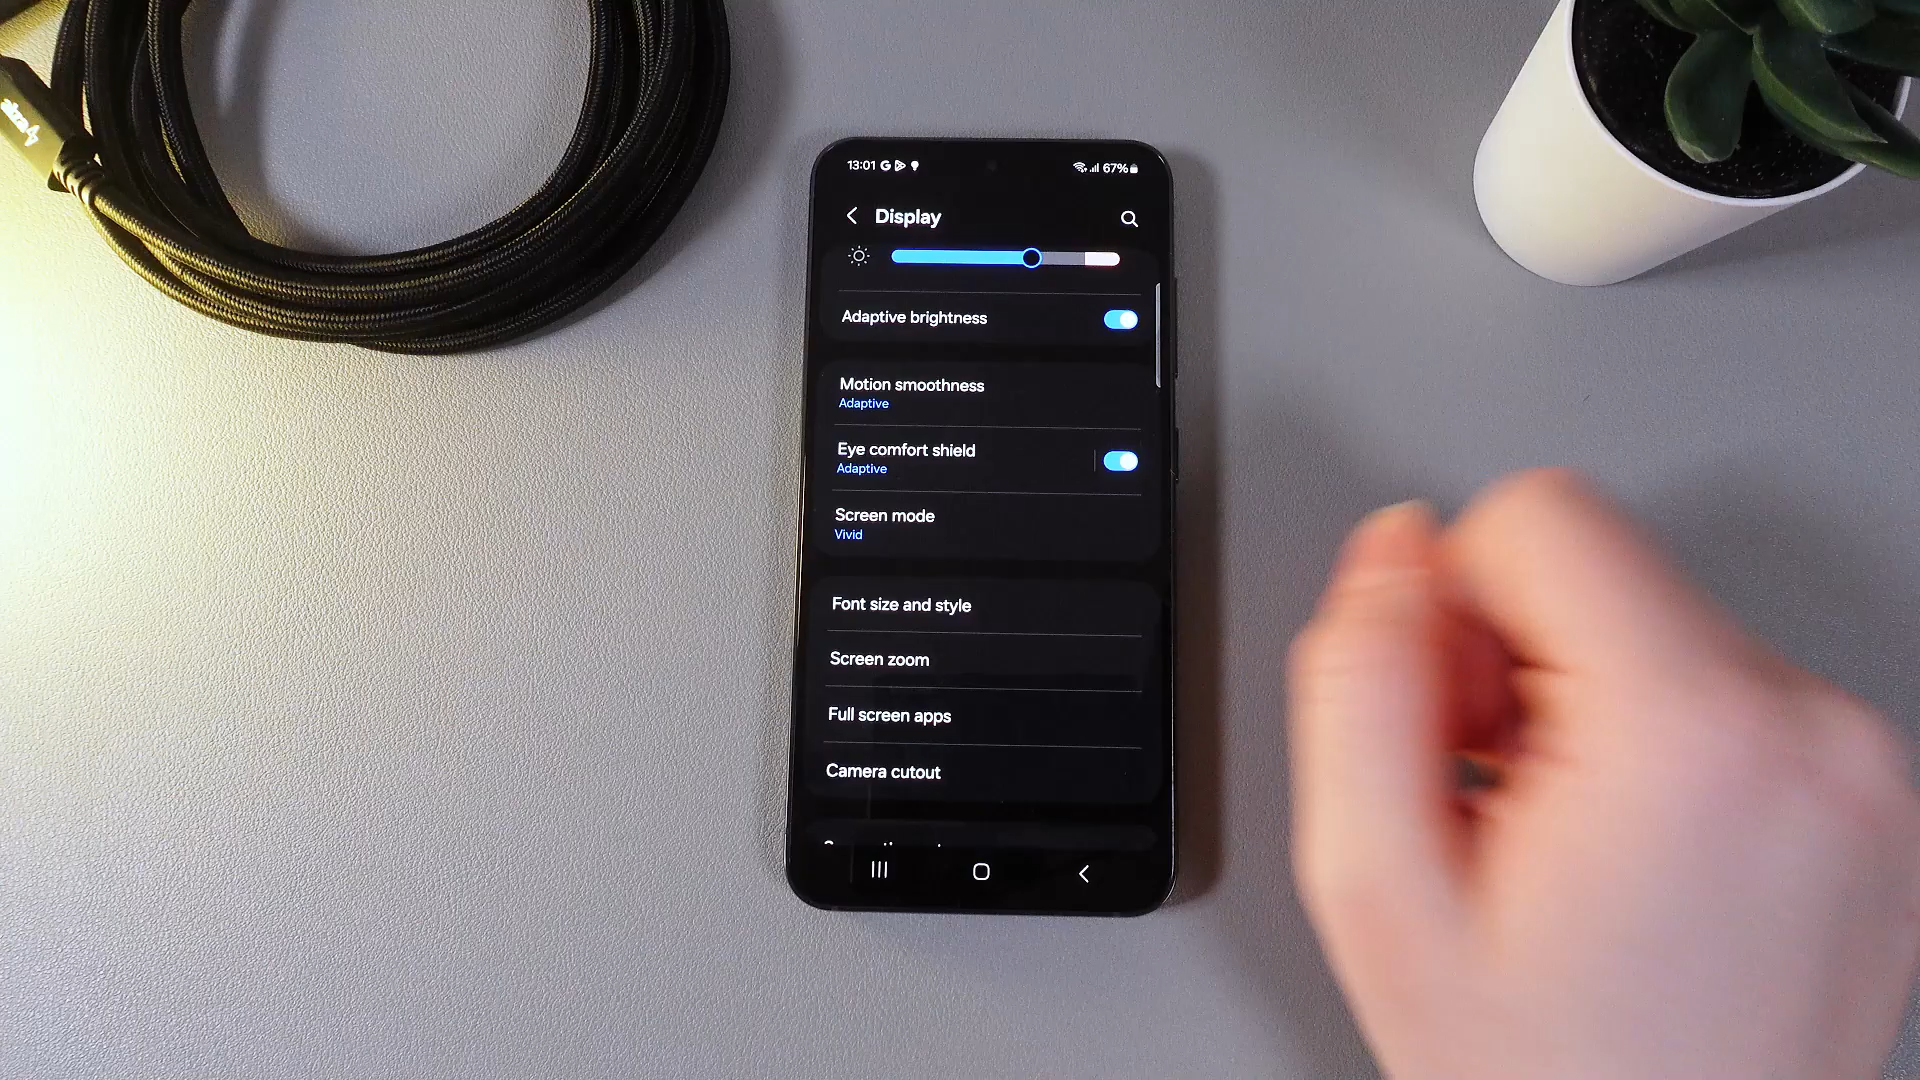 alza
13:01 67%
Display
Adaptive brightness
Motion smoothness
Adaptive
Eye comfort shield
Adaptive
Screen mode
Vivid
Font size and style
Screen zoom
Full screen apps
Camera cutout